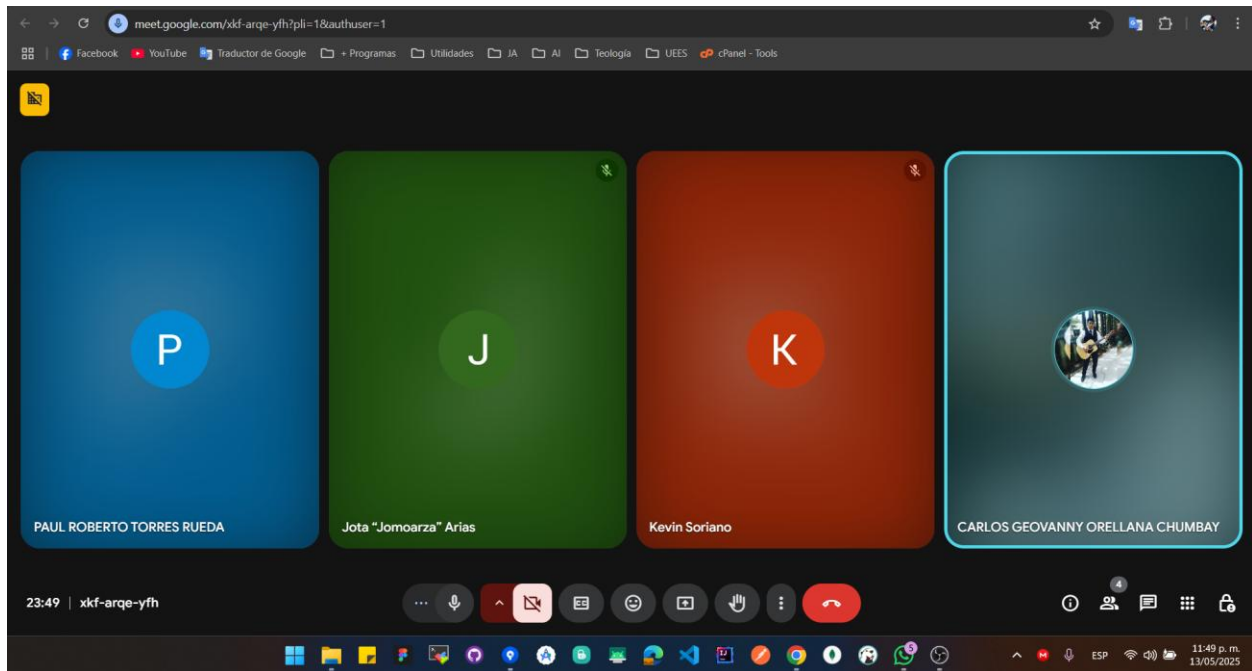 meet.google.com/xkf-arqe-yfh?pli=1&authuser=1
Facebook YouTube Traductor de Google + Programas Utilidades JA AI Teología UEES cPanel - Tools
P
J
K
PAUL ROBERTO TORRES RUEDA
Jota "Jomoarza" Arias
Kevin Soriano
CARLOS GEOVANNY ORELLANA CHUMBAY
4
23:49 | xkf-arqe-yfh
CC
5
ESP
11:49 p. m.
13/05/2025